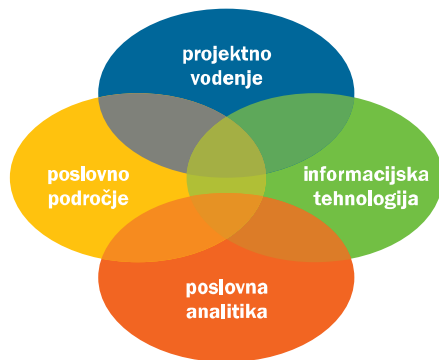 projektno
vodenje
poslovno
področje
informacijska
tehnologija
poslovna
analitika